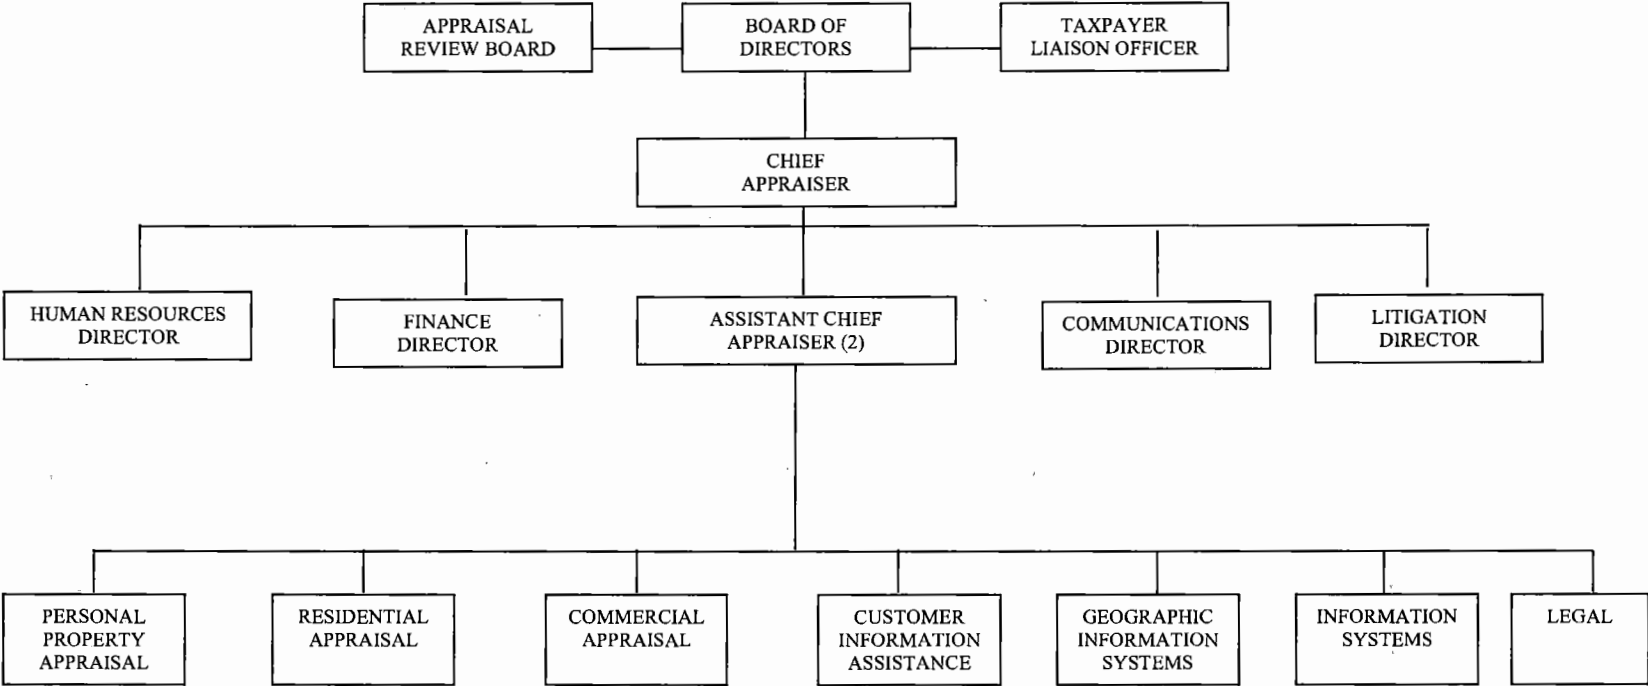 APPRAISAL
REVIEW BOARD
BOARD OF
DIRECTORS
TAXPAYER
LIAISON OFFICER
CHIEF
APPRAISER
HUMAN RESOURCES
DIRECTOR
FINANCE
DIRECTOR
ASSISTANT CHIEF
APPRAISER (2)
COMMUNICATIONS
DIRECTOR
LITIGATION
DIRECTOR
PERSONAL
PROPERTY
APPRAISAL
RESIDENTIAL
APPRAISAL
COMMERCIAL
APPRAISAL
CUSTOMER
INFORMATION
ASSISTANCE
GEOGRAPHIC
INFORMATION
SYSTEMS
INFORMATION
SYSTEMS
LEGAL